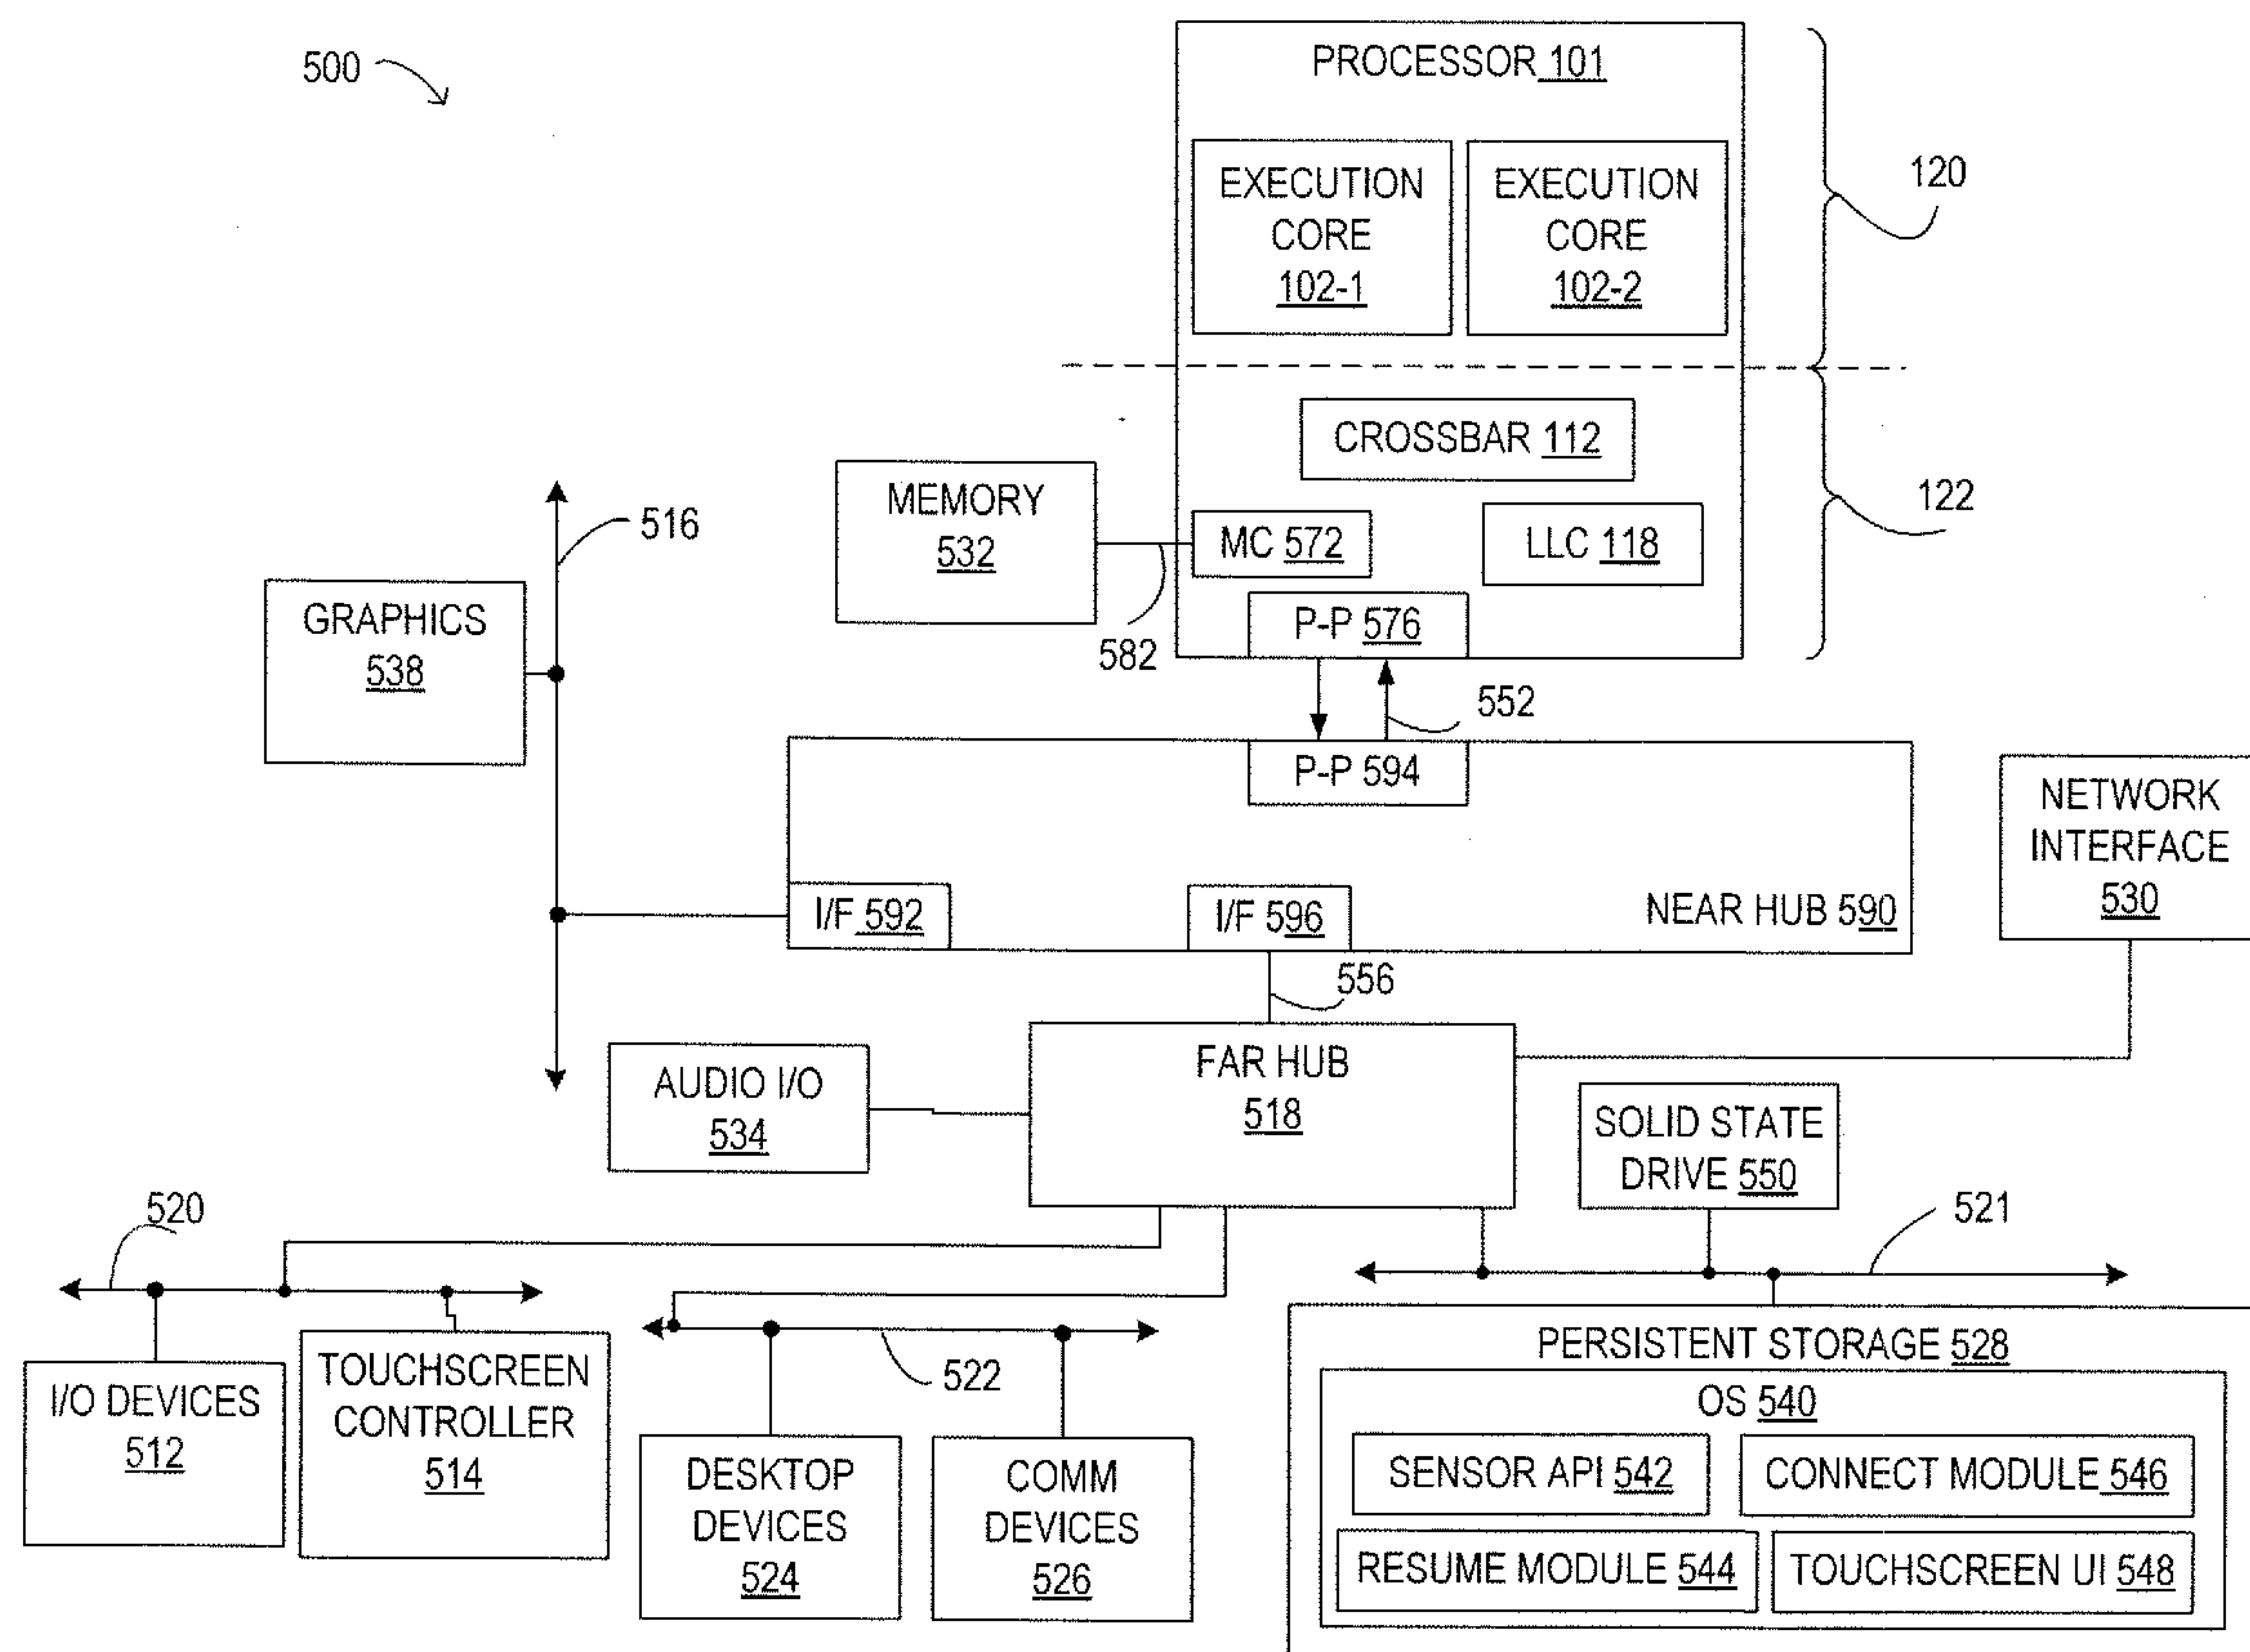 500
PROCESSOR 101
EXECUTION
CORE
102-1
EXECUTION
CORE
102-2
120
CROSSBAR 112
MEMORY
532
MC 572
LLC 118
122
516
582
P-P 576
GRAPHICS
538
552
P-P 594
NETWORK
INTERFACE
530
I/F 592
I/F 596
NEAR HUB 590
556
FAR HUB
518
AUDIO I/O
534
SOLID STATE
DRIVE 550
520
521
I/O DEVICES
512
TOUCHSCREEN
CONTROLLER
514
522
DESKTOP
DEVICES
524
COMM
DEVICES
526
PERSISTENT STORAGE 528
OS 540
SENSOR API 542
CONNECT MODULE 546
RESUME MODULE 544
TOUCHSCREEN UI 548